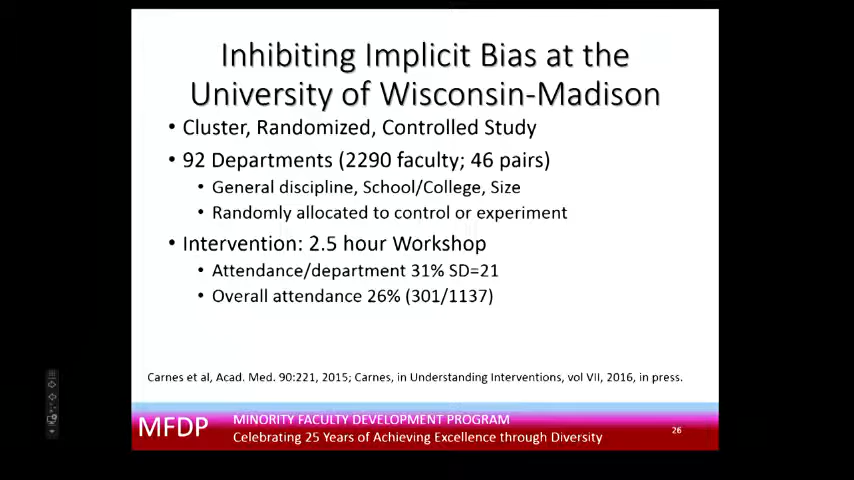 Inhibiting Implicit Bias at the
University of Wisconsin-Madison
• Cluster, Randomized, Controlled Study
• 92 Departments (2290 faculty; 46 pairs)
• General discipline, School/College, Size
• Randomly allocated to control or experiment
• Intervention: 2.5 hour Workshop
• Attendance/department 31% SD=21
• Overall attendance 26% (301/1137)
Carnes et al, Acad. Med. 90:221, 2015; Carnes, in Understanding Interventions, vol VII, 2016, in press.
MFDP
MINORITY FACULTY DEVELOPMENT PROGRAM
Celebrating 25 Years of Achieving Excellence through Diversity
26